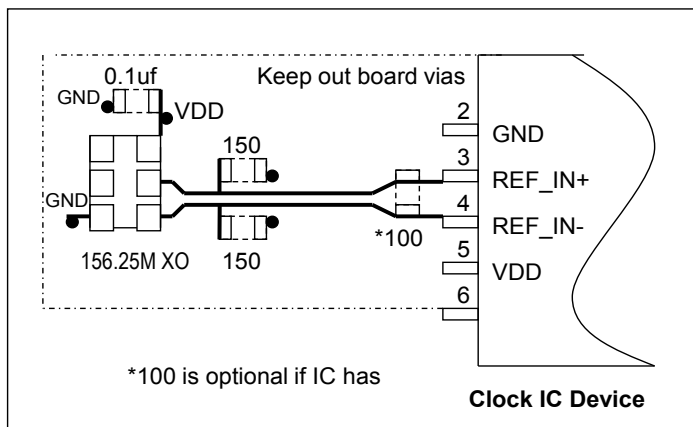 0.1uf
Keep out board vias
GND
VDD
2
GND
150
3
REF_IN+
GND
4
REF_IN-
*100
156.25M XO
150
5
VDD
6
*100 is optional if IC has
Clock IC Device